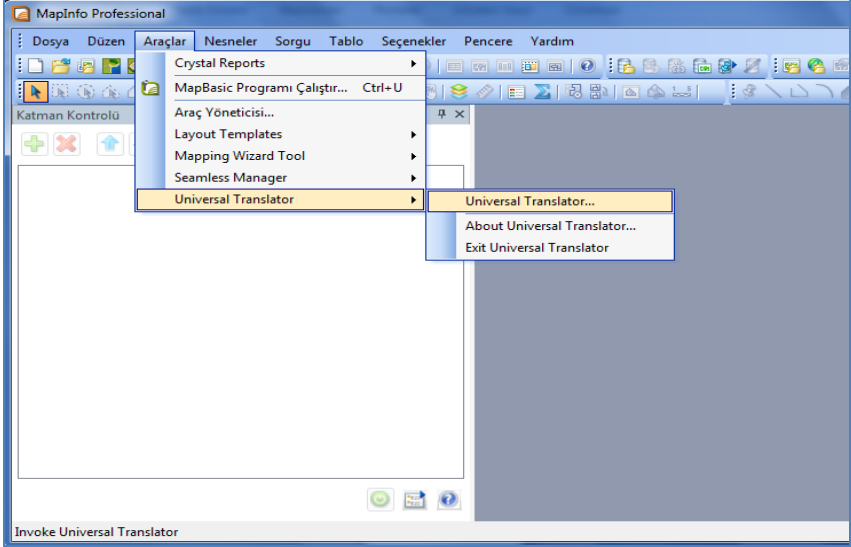 MapInfo Professional
Dosya Düzen Araçlar Nesneler Sorgu Tablo Seçenekler Pencere Yardım
Crystal Reports
MapBasic Programı Çalıştır... Ctrl+U
Katman Kontrolü
Araç Yöneticisi...
Layout Templates
Mapping Wizard Tool
Seamless Manager
Universal Translator
Universal Translator...
About Universal Translator...
Exit Universal Translator
Invoke Universal Translator